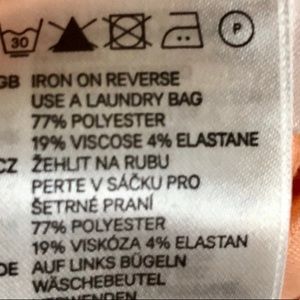 30
P
GB IRON ON REVERSE
USE A LAUNDRY BAG
77% POLYESTER
19% VISCOSE 4% ELASTANE
CZ ŽEHLIT NA RUBU
PERTE V SÁČKU PRO
ŠETRNÉ PRANÍ
77% POLYESTER
19% VISKÓZA 4% ELASTAN
DE AUF LINKS BÜGELN
WÄSCHEBEUTEL
VERWENDEN